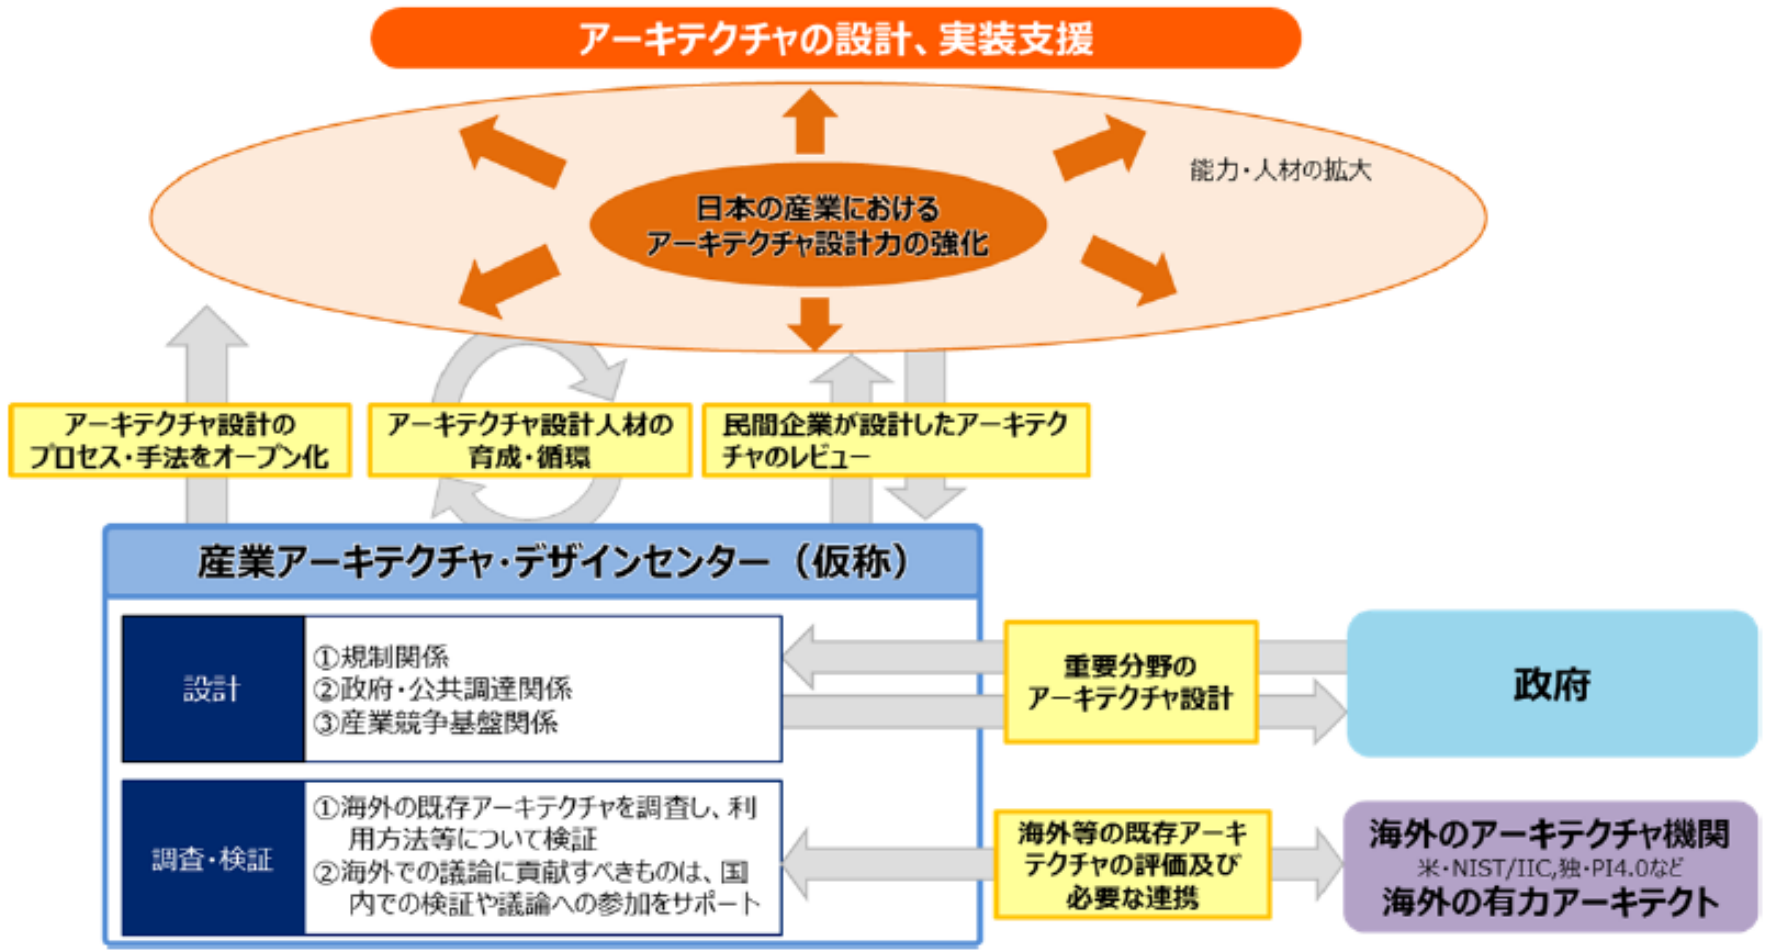 アーキテクチャの設計、実装支援
能力・人材の拡大
日本の産業における
アーキテクチャ設計力の強化
アーキテクチャ設計の
プロセス・手法をオープン化
アーキテクチャ設計人材の
育成・循環
民間企業が設計したアーキテク
チャのレビュー
産業アーキテクチャ・デザインセンター（仮称）
設計
①規制関係
②政府・公共調達関係
③産業競争基盤関係
重要分野の
アーキテクチャ設計
政府
調査・検証
①海外の既存アーキテクチャを調査し、利
用方法等について検証
②海外での議論に貢献すべきものは、国
内での検証や議論への参加をサポート
海外等の既存アーキ
テクチャの評価及び
必要な連携
海外のアーキテクチャ機関
米・NIST/IIC,独・PI4.0など
海外の有力アーキテクト